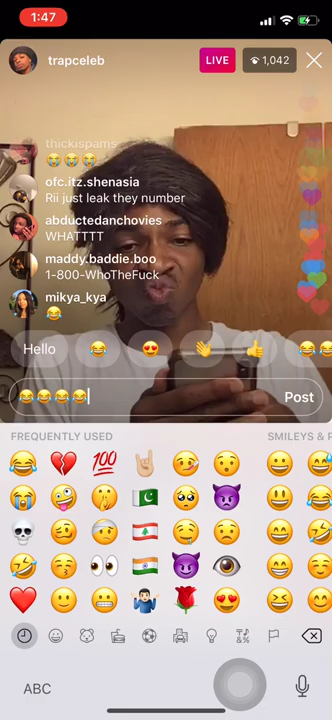 1:47
trapceleb
LIVE
1,042
thickispams
😭😭😭
ofc.itz.shenasia
Rii just leak they number
abductedanchovies
WHATTTT
maddy.baddie.boo
1-800-WhoTheFuck
mikya_kya
😂
Hello 😂 😍 👋 👍 😂😂
😂😂😂😂
Post
FREQUENTLY USED
SMILEYS & P
ABC